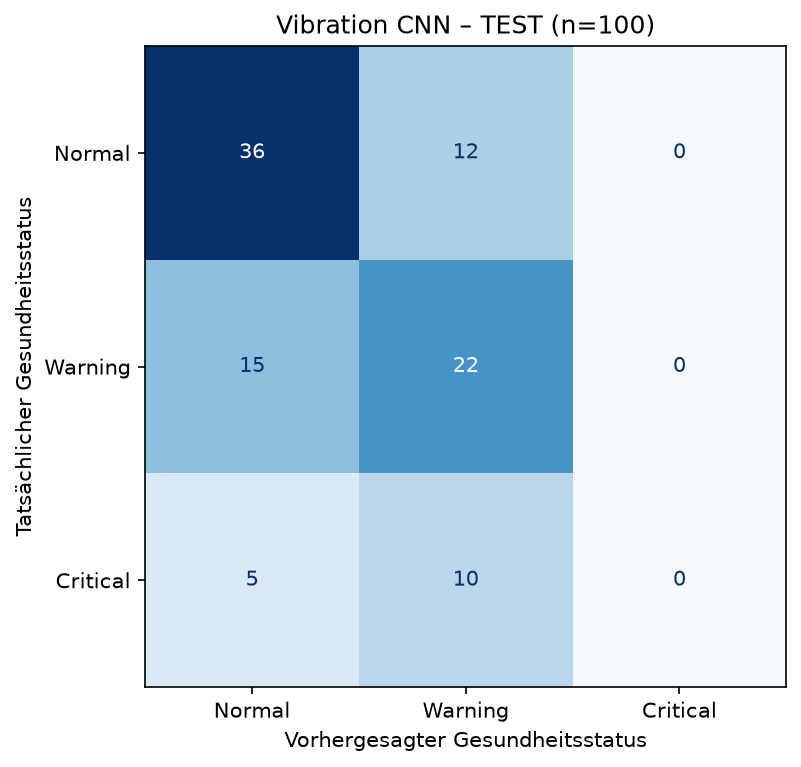 Vibration CNN – TEST (n=100)
Tatsächlicher Gesundheitsstatus
Normal 36 12 0
Warning 15 22 0
Critical 5 10 0
Normal Warning Critical
Vorhergesagter Gesundheitsstatus